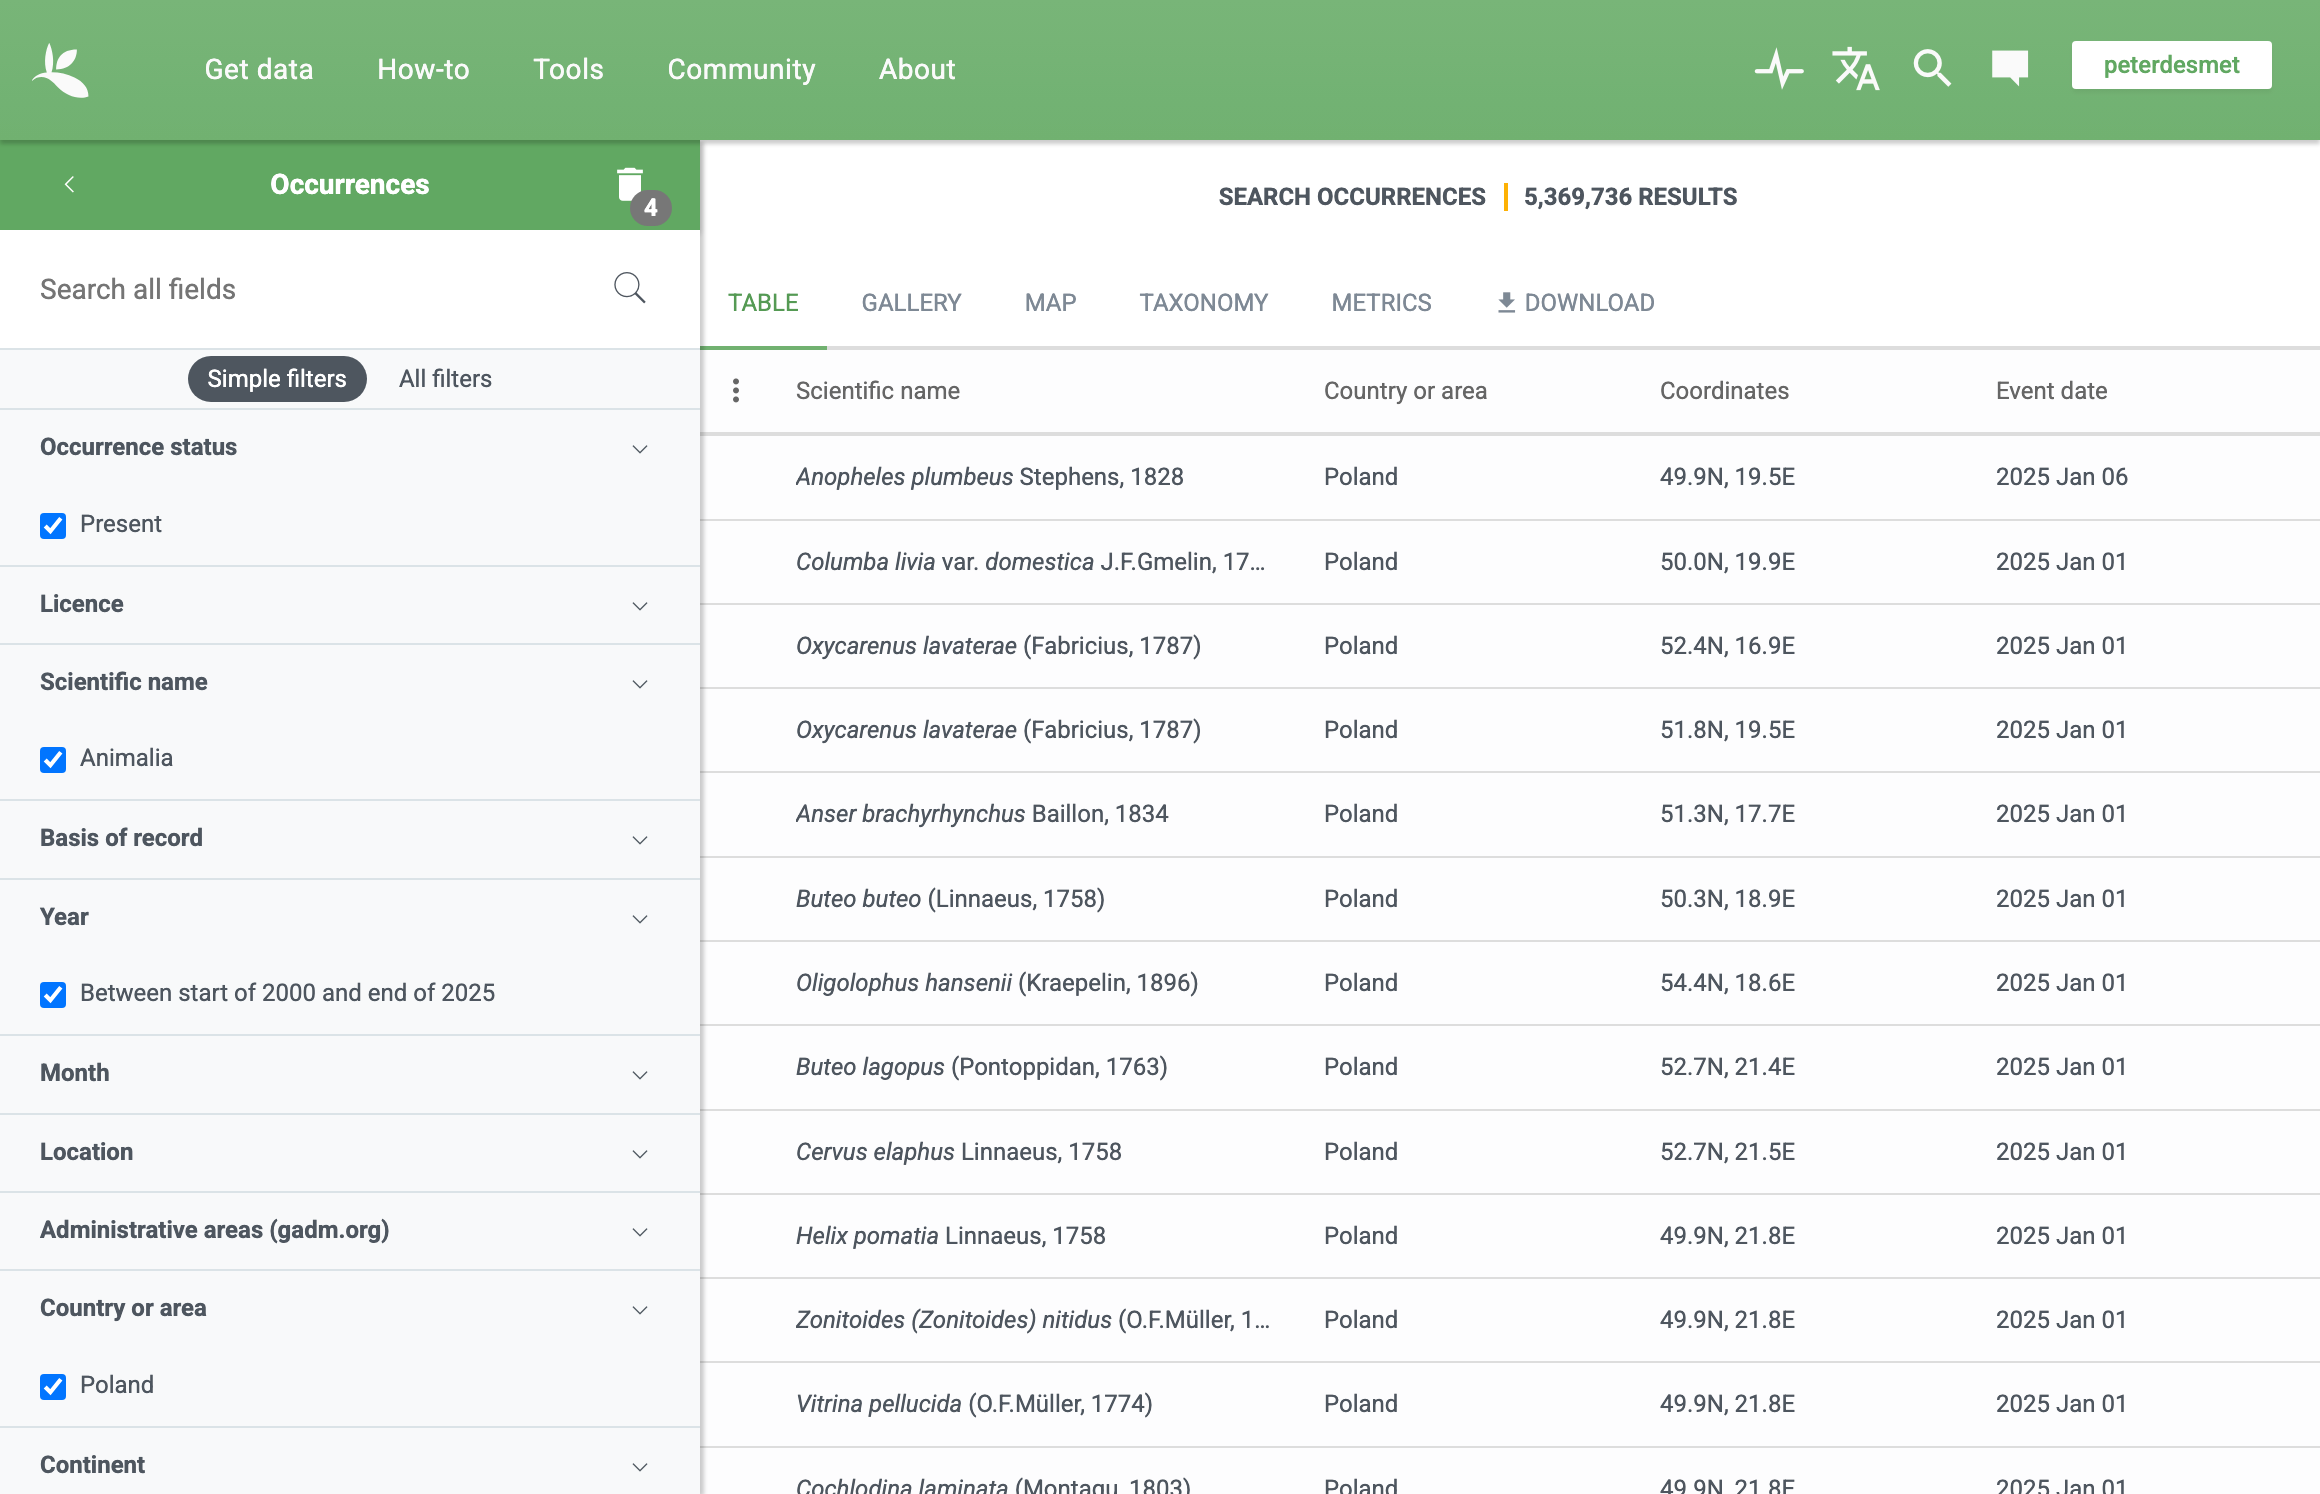 Get data How-to Tools Community About peterdesmet
Occurrences 4
Search all fields
Simple filters All filters
Occurrence status
Present
Licence
Scientific name
Animalia
Basis of record
Year
Between start of 2000 and end of 2025
Month
Location
Administrative areas (gadm.org)
Country or area
Poland
Continent
SEARCH OCCURRENCES 5,369,736 RESULTS
TABLE GALLERY MAP TAXONOMY METRICS DOWNLOAD
Scientific name Country or area Coordinates Event date
Anopheles plumbeus Stephens, 1828 Poland 49.9N, 19.5E 2025 Jan 06
Columba livia var. domestica J.F.Gmelin, 17... Poland 50.0N, 19.9E 2025 Jan 01
Oxycarenus lavaterae (Fabricius, 1787) Poland 52.4N, 16.9E 2025 Jan 01
Oxycarenus lavaterae (Fabricius, 1787) Poland 51.8N, 19.5E 2025 Jan 01
Anser brachyrhynchus Baillon, 1834 Poland 51.3N, 17.7E 2025 Jan 01
Buteo buteo (Linnaeus, 1758) Poland 50.3N, 18.9E 2025 Jan 01
Oligolophus hansenii (Kraepelin, 1896) Poland 54.4N, 18.6E 2025 Jan 01
Buteo lagopus (Pontoppidan, 1763) Poland 52.7N, 21.4E 2025 Jan 01
Cervus elaphus Linnaeus, 1758 Poland 52.7N, 21.5E 2025 Jan 01
Helix pomatia Linnaeus, 1758 Poland 49.9N, 21.8E 2025 Jan 01
Zonitoides (Zonitoides) nitidus (O.F.Müller, 1... Poland 49.9N, 21.8E 2025 Jan 01
Vitrina pellucida (O.F.Müller, 1774) Poland 49.9N, 21.8E 2025 Jan 01
Cochlodina laminata (Montagu, 1803) Poland 49.9N, 21.8E 2025 Jan 01